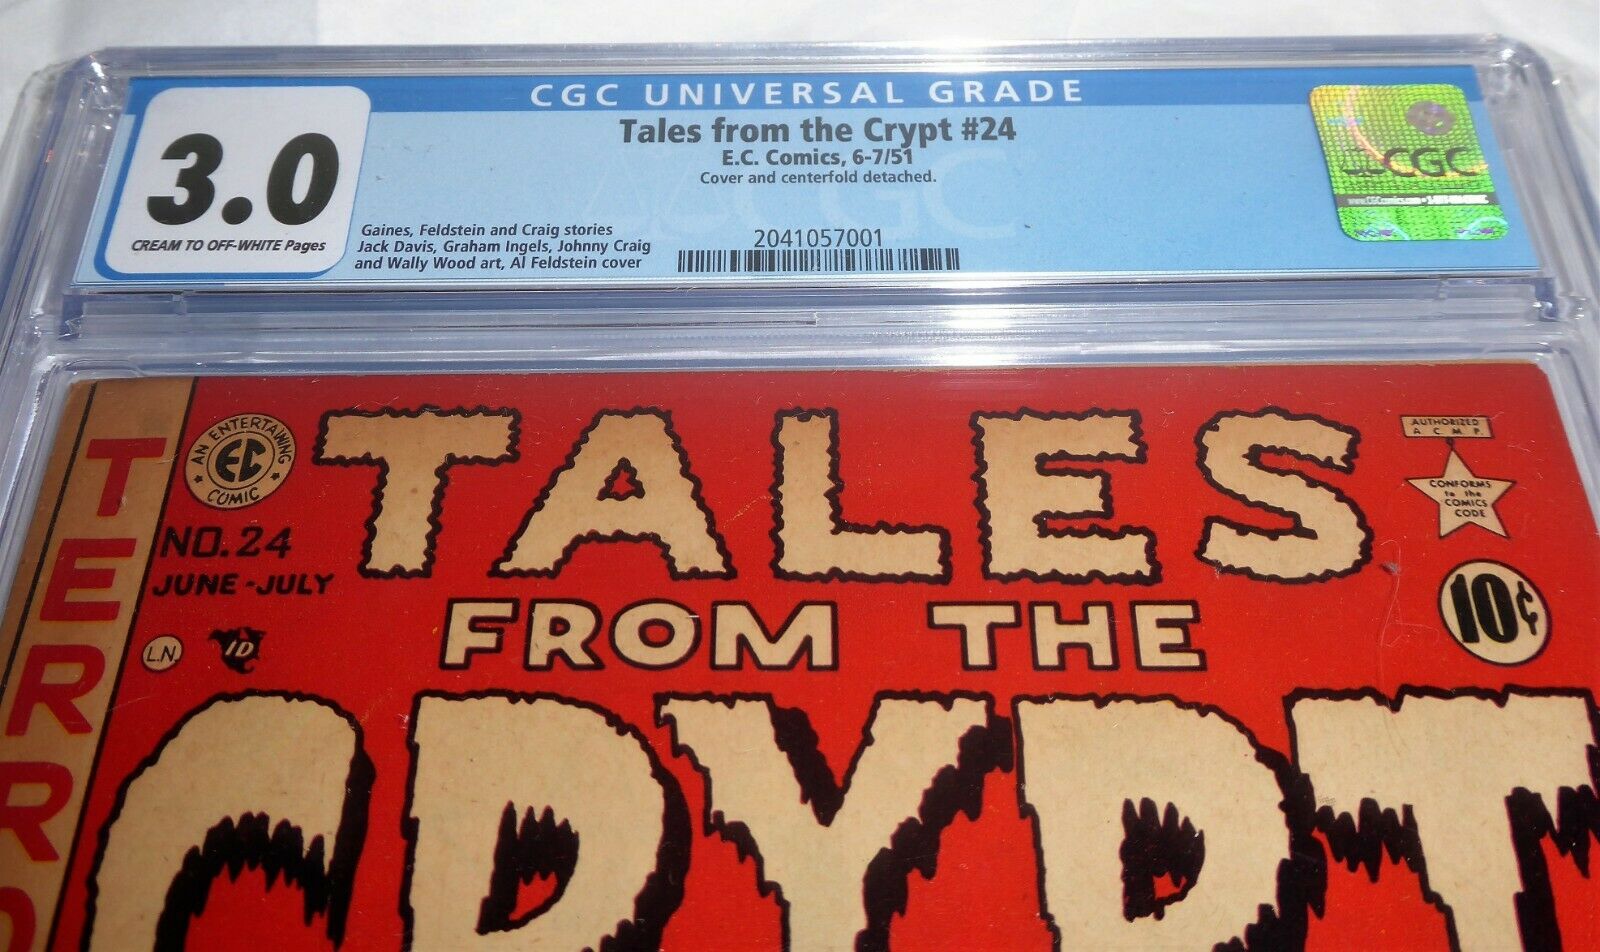 CGC UNIVERSAL GRADE
3.0
CREAM TO OFF-WHITE Pages
Tales from the Crypt #24
E.C. Comics, 6-7/51
Cover and centerfold detached.
Gaines, Feldstein and Craig stories
Jack Davis, Graham Ingels, Johnny Craig
and Wally Wood art, Al Feldstein cover
2041057001
CGC
TERRO
AN ENTERTAINING
EC
COMIC
NO. 24
JUNE-JULY
L.N.
ID
TALES
FROM THE
CRYPT
AUTHORIZED
A C M P
CONFORMS
to the
COMICS
CODE
10¢